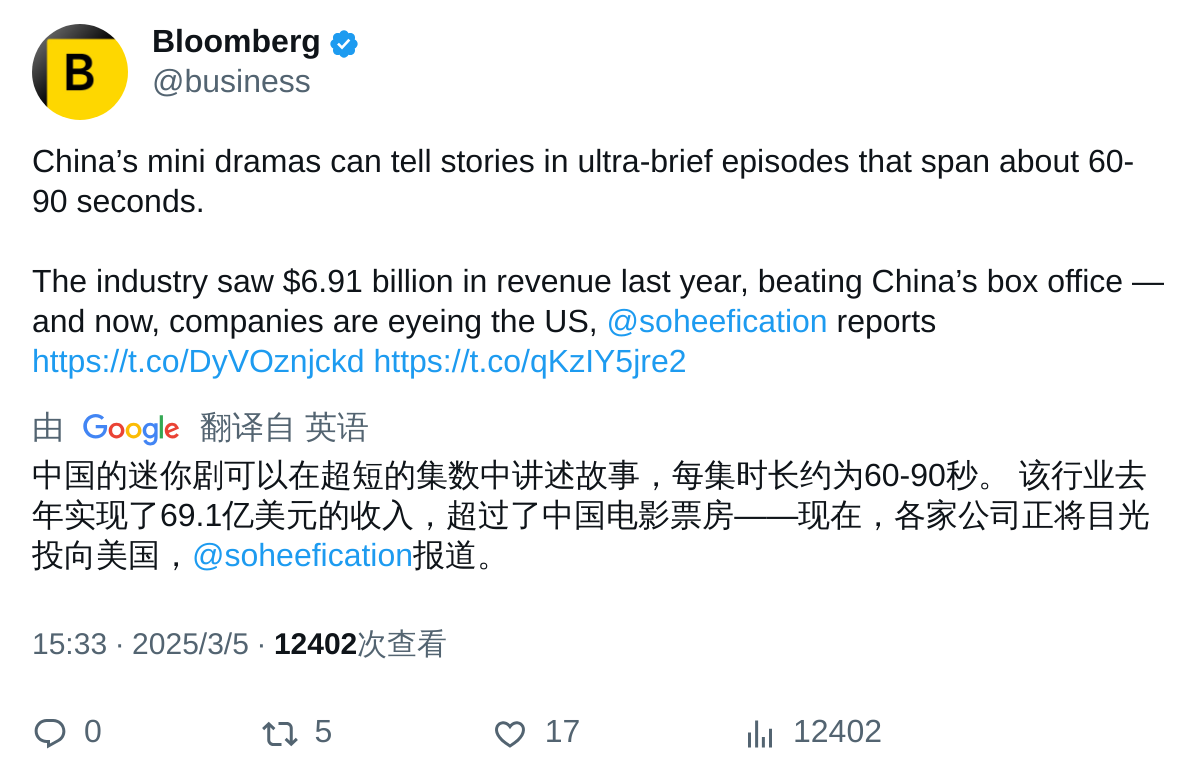 B
Bloomberg
@business
China’s mini dramas can tell stories in ultra-brief episodes that span about 60-
90 seconds.
The industry saw $6.91 billion in revenue last year, beating China’s box office —
and now, companies are eyeing the US, @soheefication reports
https://t.co/DyVOznjckd https://t.co/qKzIY5jre2
由 Google 翻译自 英语
中国的迷你剧可以在超短的集数中讲述故事，每集时长约为60-90秒。 该行业去
年实现了69.1亿美元的收入，超过了中国电影票房——现在，各家公司正将目光
投向美国，@soheefication报道。
15:33 · 2025/3/5 · 12402次查看
0 5 17 12402